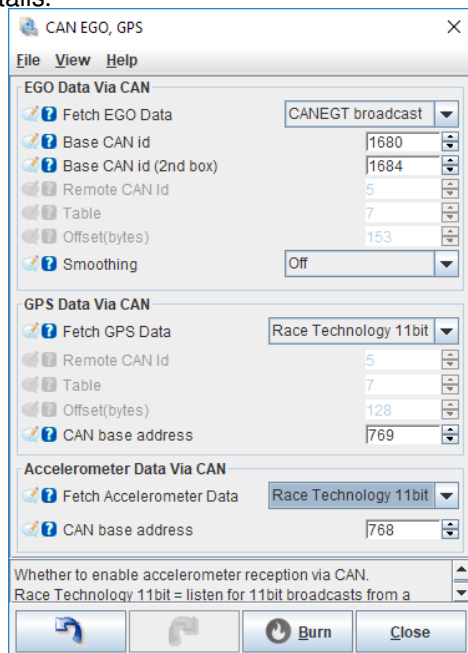 CAN EGO, GPS
File View Help
EGO Data Via CAN
Fetch EGO Data CANEGT broadcast
Base CAN id 1680
Base CAN id (2nd box) 1684
Remote CAN Id 5
Table 7
Offset(bytes) 153
Smoothing Off
GPS Data Via CAN
Fetch GPS Data Race Technology 11bit
Remote CAN Id 5
Table 7
Offset(bytes) 128
CAN base address 769
Accelerometer Data Via CAN
Fetch Accelerometer Data Race Technology 11bit
CAN base address 768
Whether to enable accelerometer reception via CAN.
Race Technology 11bit = listen for 11bit broadcasts from a
Burn Close